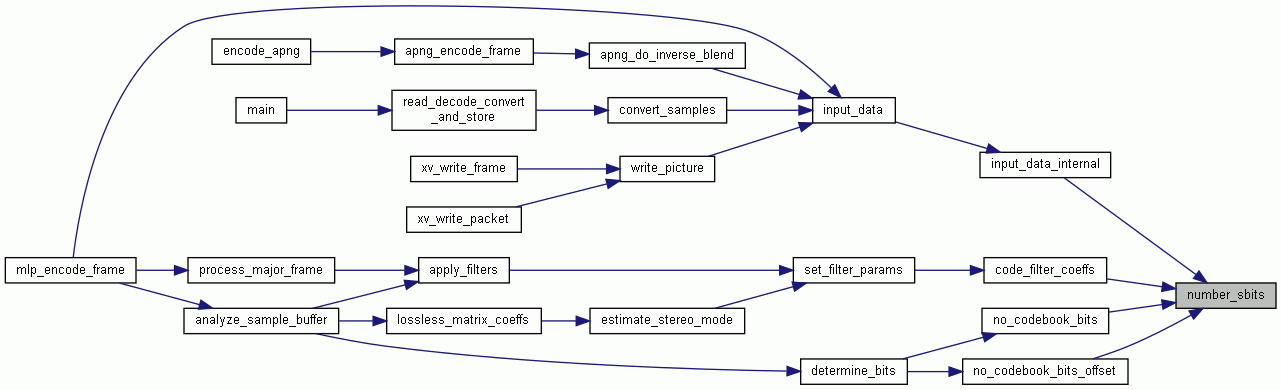 encode_apng
apng_encode_frame
apng_do_inverse_blend
main
read_decode_convert
_and_store
convert_samples
input_data
xv_write_frame
write_picture
input_data_internal
xv_write_packet
mlp_encode_frame
process_major_frame
apply_filters
set_filter_params
code_filter_coeffs
number_sbits
analyze_sample_buffer
lossless_matrix_coeffs
estimate_stereo_mode
no_codebook_bits
determine_bits
no_codebook_bits_offset